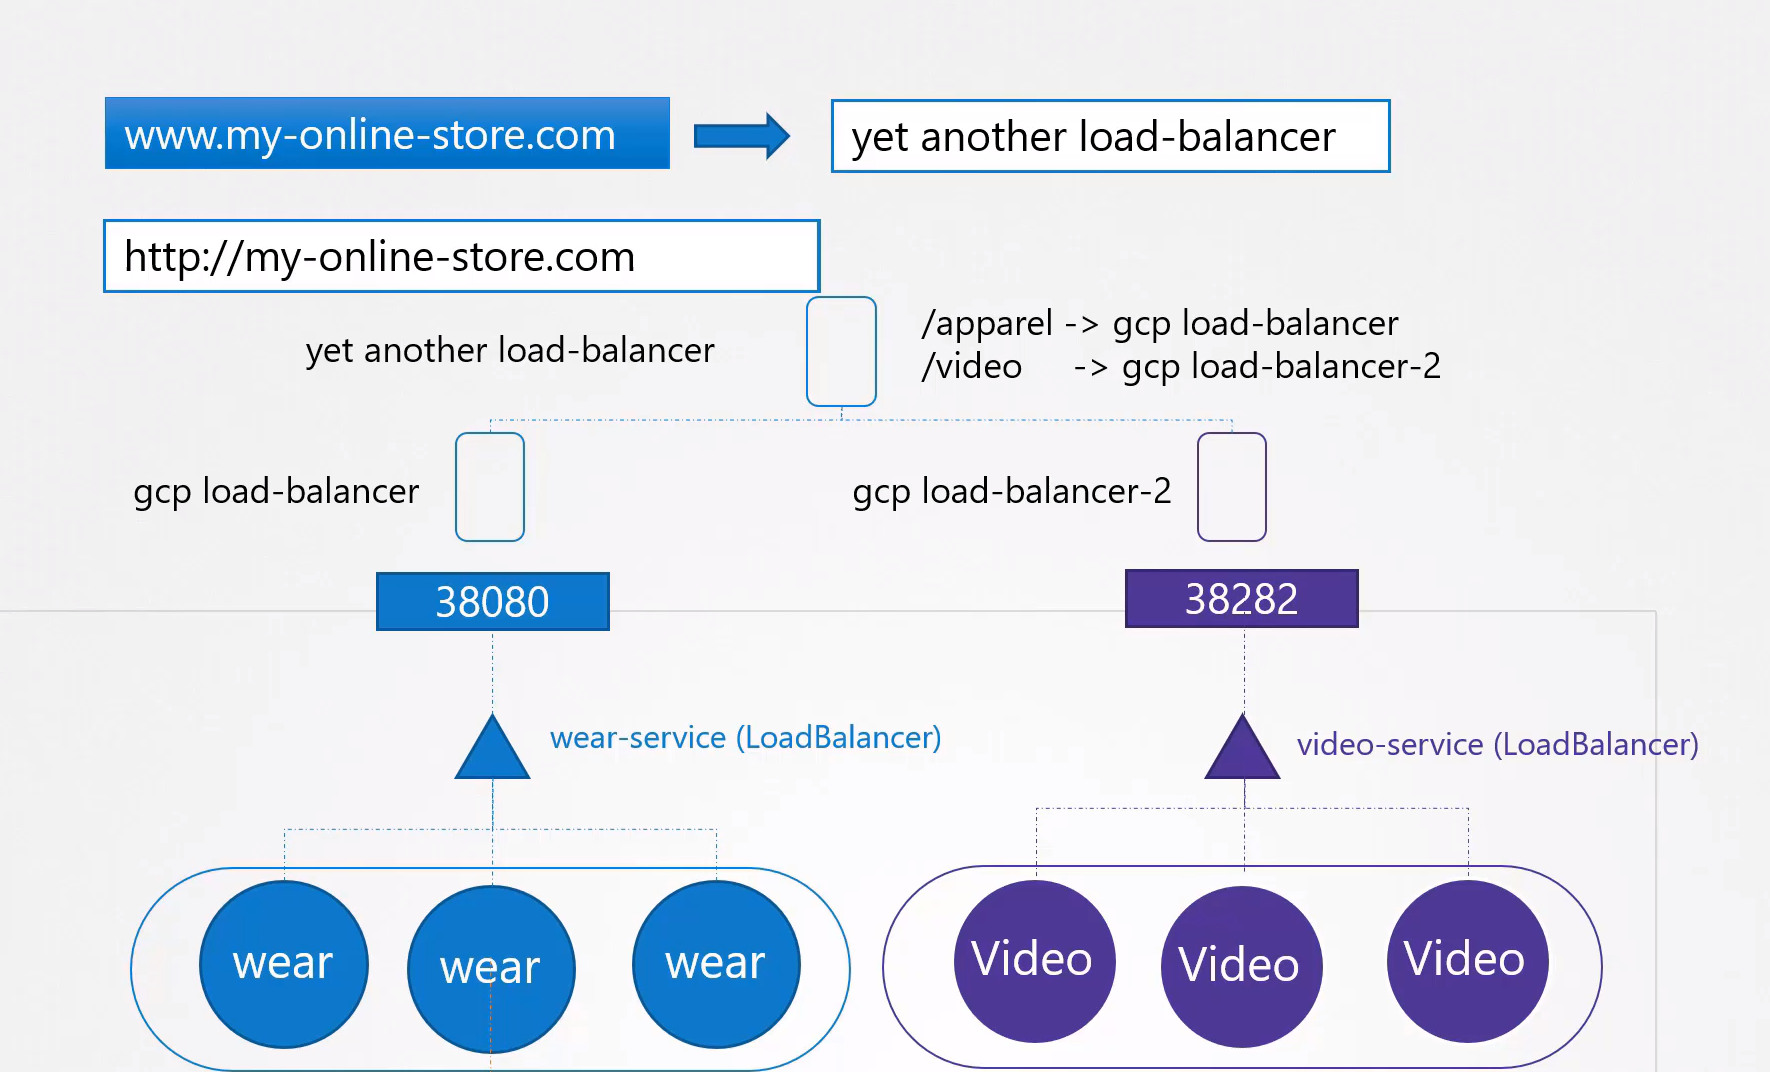 www.my-online-store.com
yet another load-balancer
http://my-online-store.com
yet another load-balancer
/apparel -> gcp load-balancer
/video -> gcp load-balancer-2
gcp load-balancer
gcp load-balancer-2
38080
38282
wear-service (LoadBalancer)
video-service (LoadBalancer)
wear
wear
wear
Video
Video
Video